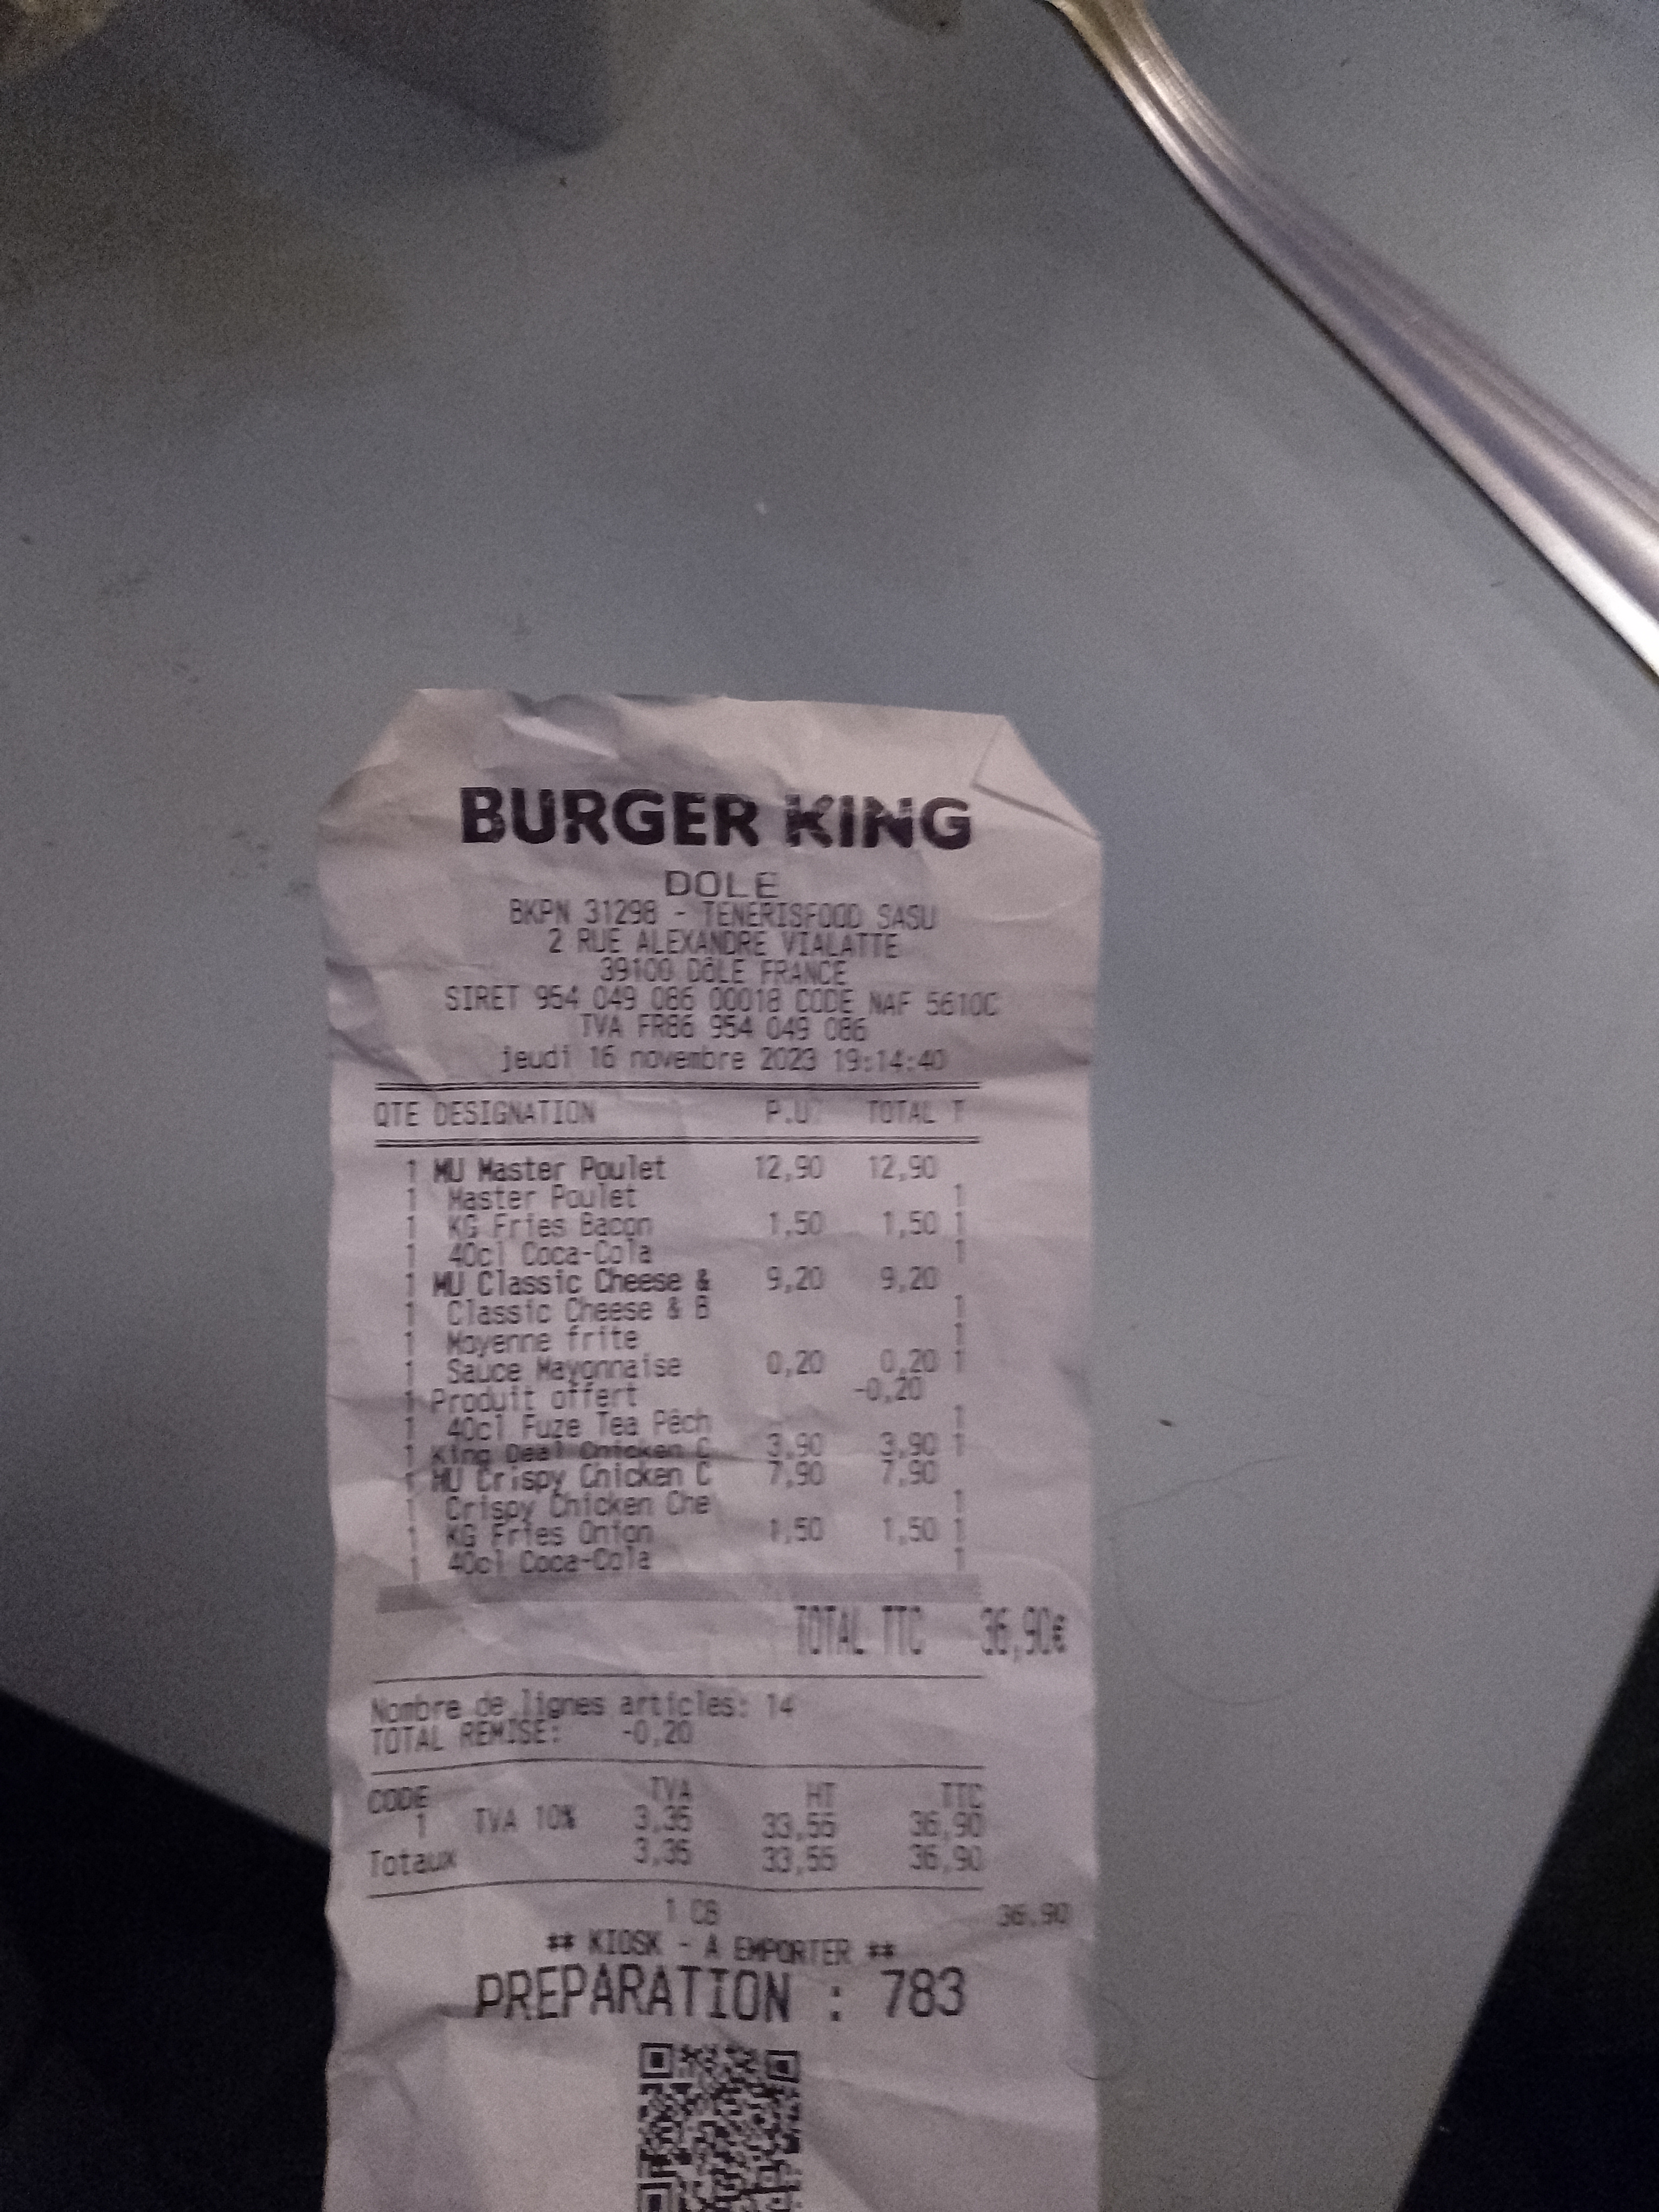 BURGER KING
DOLE
BKPN 31298 - TENERISFOOD SASU
2 RUE ALEXANDRE VIALATTE
39100 DôLE FRANCE
SIRET 954 049 086 00018 CODE NAF 5610C
TVA FR86 954 049 086
jeudi 16 novembre 2023 19:14:40
QTE DESIGNATION P.U TOTAL T
1 MU Master Poulet 12,90 12,90
1 Master Poulet 1
1 KG Fries Bacon 1,50 1,50 1
1 40cl Coca-Cola 1
1 MU Classic Cheese & 9,20 9,20
1 Classic Cheese & B 1
1 Moyenne frite 1
1 Sauce Mayonnaise 0,20 0,20 1
1 Produit offert -0,20
1 40cl Fuze Tea Pêch 1
1 King Deal Chicken C 3,90 3,90 1
1 MU Crispy Chicken C 7,90 7,90
1 Crispy Chicken Che 1
1 KG Fries Onion 1,50 1,50 1
1 40cl Coca-Cola 1
TOTAL TTC 36,90€
Nombre de lignes articles: 14
TOTAL REMISE: -0,20
CODE TVA HT TTC
1 TVA 10% 3,35 33,55 36,90
Totaux 3,35 33,55 36,90
1 CB 36.90
** KIOSK - A EMPORTER **
PREPARATION : 783